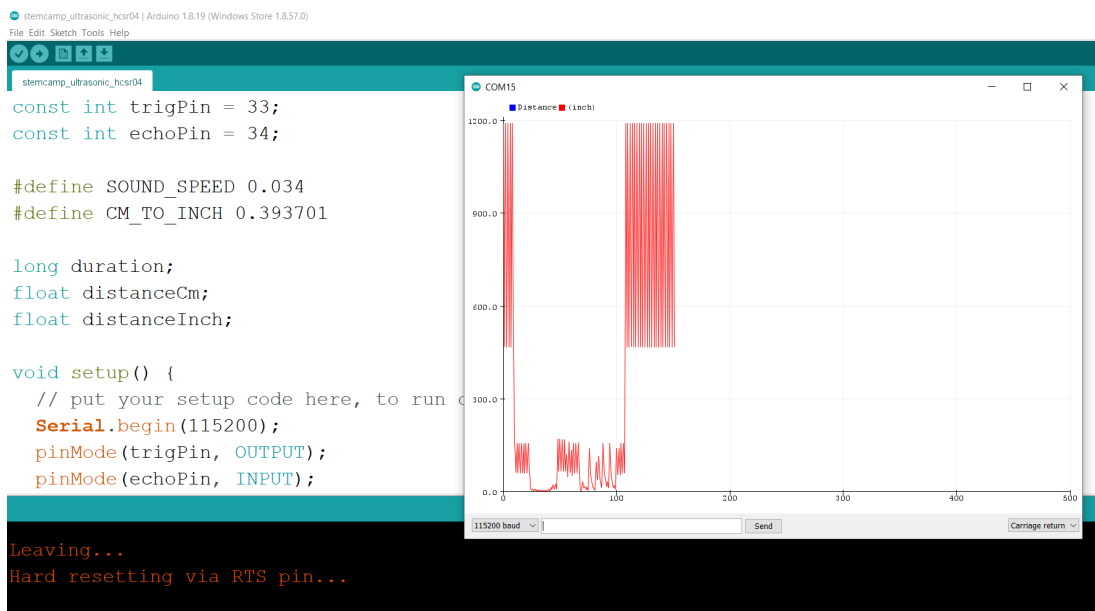 stemcamp_ultrasonic_hcsr04 | Arduino 1.8.19 (Windows Store 1.8.57.0)
File Edit Sketch Tools Help
stemcamp_ultrasonic_hcsr04
const int trigPin = 33;
const int echoPin = 34;
#define SOUND_SPEED 0.034
#define CM_TO_INCH 0.393701
long duration;
float distanceCm;
float distanceInch;
void setup() {
// put your setup code here, to run
Serial.begin(115200);
pinMode(trigPin, OUTPUT);
pinMode(echoPin, INPUT);
COM15
Distance (inch)
1200.0
900.0
600.0
300.0
0.0
0 100 200 300 400 500
115200 baud Send Carriage return
Leaving...
Hard resetting via RTS pin...